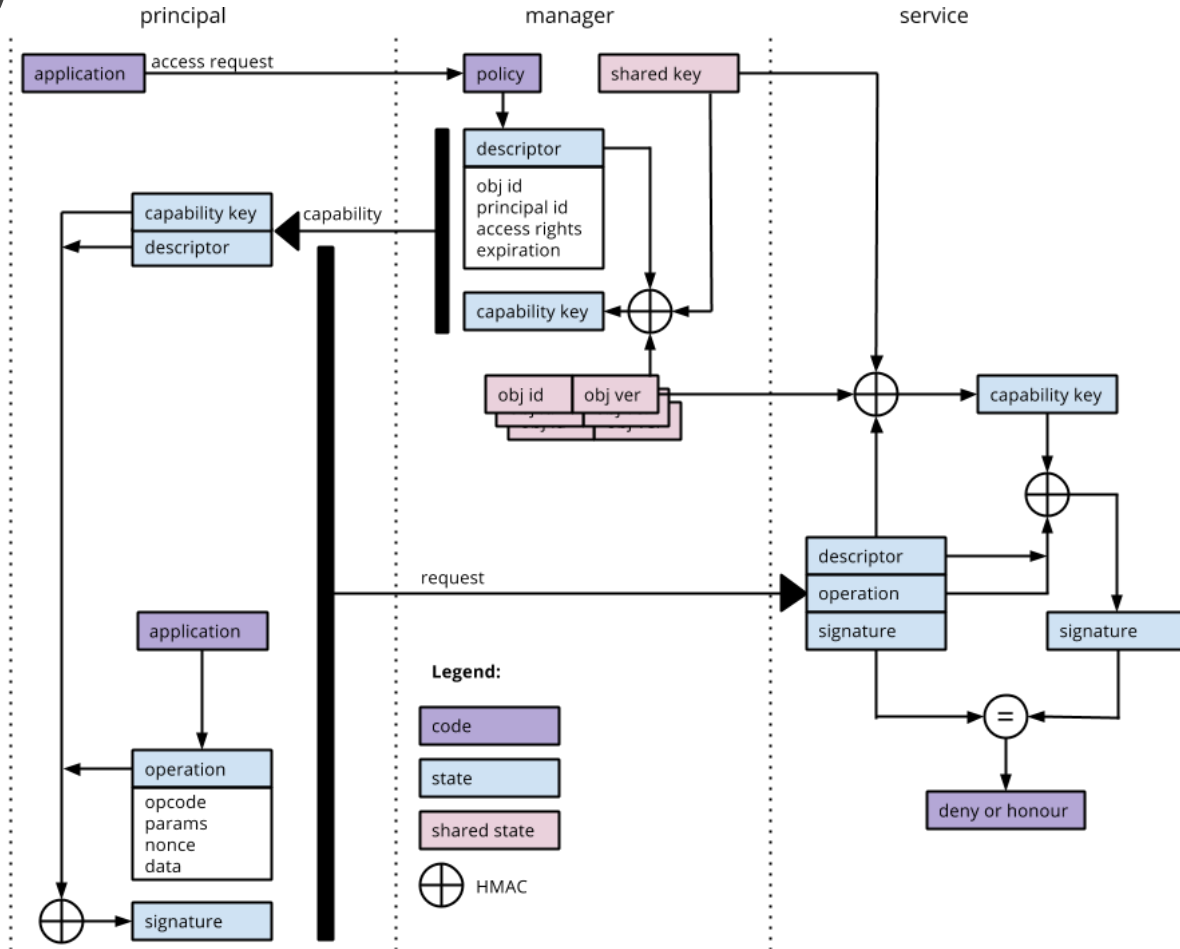 principal
manager
service
application
access request
policy
shared key
descriptor
obj id
principal id
access rights
expiration
capability key
descriptor
capability
capability key
obj id
obj ver
capability key
descriptor
operation
signature
request
application
signature
Legend:
code
state
shared state
HMAC
operation
opcode
params
nonce
data
signature
=
deny or honour